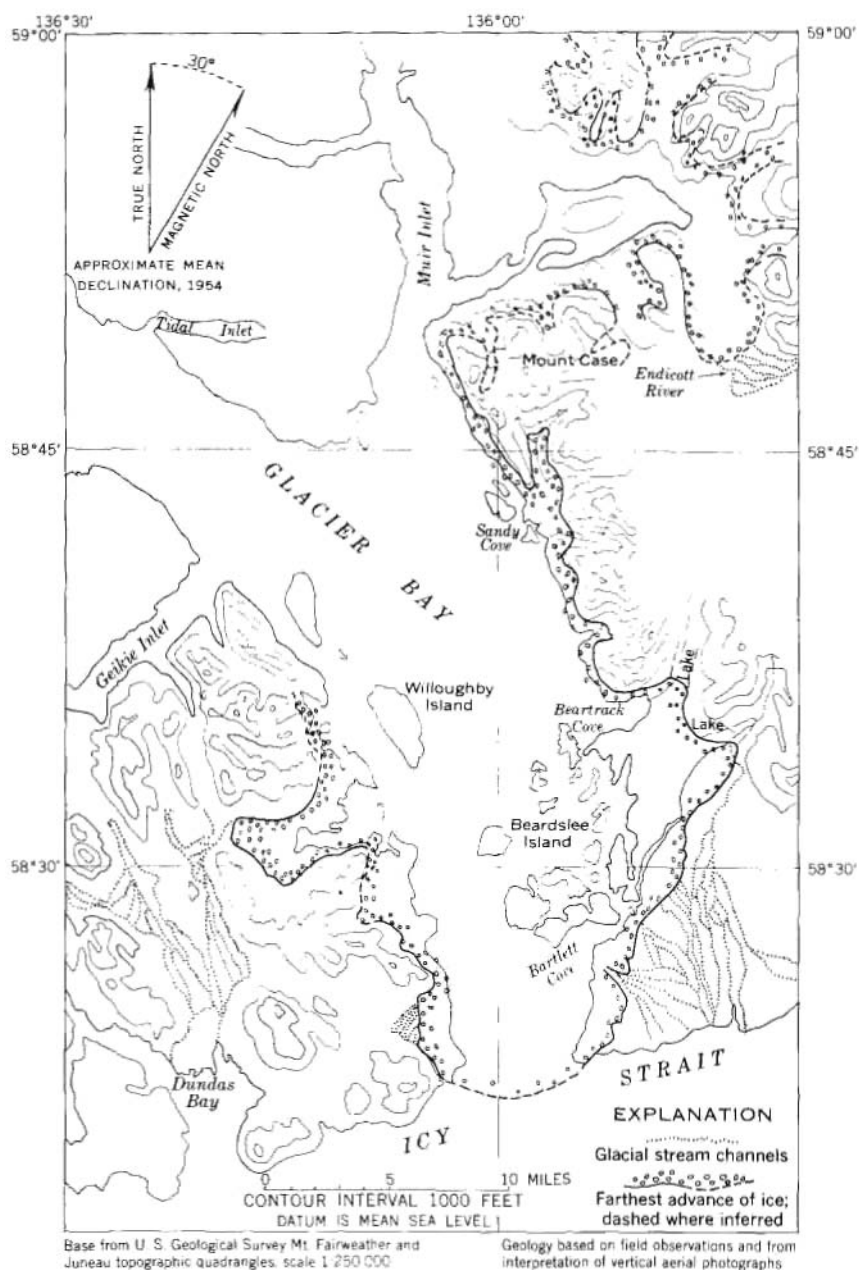 136°30'
136°00'
59°00'
59°00'
30°
TRUE NORTH
MAGNETIC NORTH
APPROXIMATE MEAN
DECLINATION, 1954
Muir Inlet
Tidal Inlet
Mount Case
Endicott
River
58°45'
58°45'
GLACIER
BAY
Sandy
Cove
Geikie Inlet
Willoughby
Island
Lake
Beartrack
Cove
Lake
Beardslee
Island
58°30'
58°30'
Bartlett
Cove
Dundas
Bay
ICY
STRAIT
EXPLANATION
Glacial stream channels
Farthest advance of ice;
dashed where inferred
0 5 10 MILES
CONTOUR INTERVAL 1000 FEET
DATUM IS MEAN SEA LEVEL
Base from U. S. Geological Survey Mt. Fairweather and
Juneau topographic quadrangles, scale 1:250 000
Geology based on field observations and from
interpretation of vertical aerial photographs